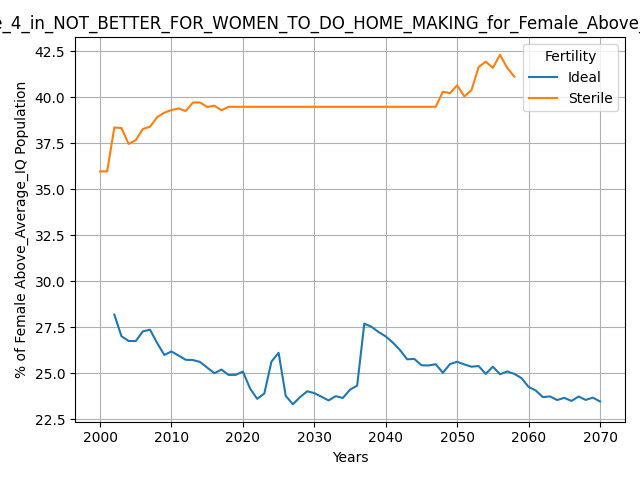 _4_in_NOT_BETTER_FOR_WOMEN_TO_DO_HOME_MAKING_for_Female_Above_
42.5
40.0
37.5
35.0
32.5
30.0
27.5
25.0
22.5
% of Female Above_Average_IQ Population
Fertility
Ideal
Sterile
2000 2010 2020 2030 2040 2050 2060 2070
Years